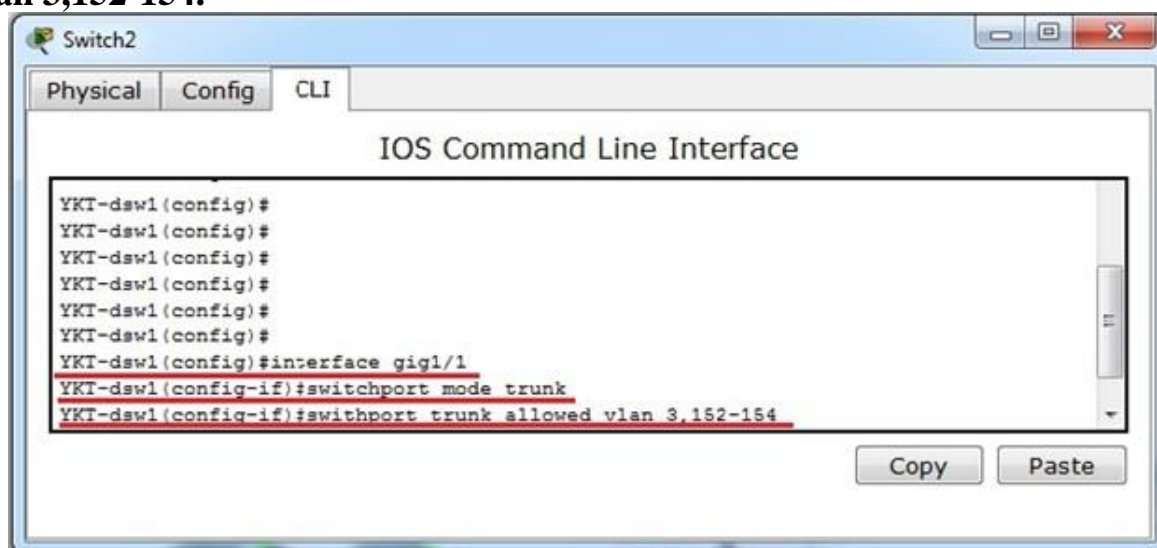 Switch2
Physical Config CLI
IOS Command Line Interface
YKT-dsw1(config)#
YKT-dsw1(config)#
YKT-dsw1(config)#
YKT-dsw1(config)#
YKT-dsw1(config)#
YKT-dsw1(config)#
YKT-dsw1(config)#interface gig1/1
YKT-dsw1(config-if)#switchport mode trunk
YKT-dsw1(config-if)#swithport trunk allowed vlan 3,152-154
Copy Paste